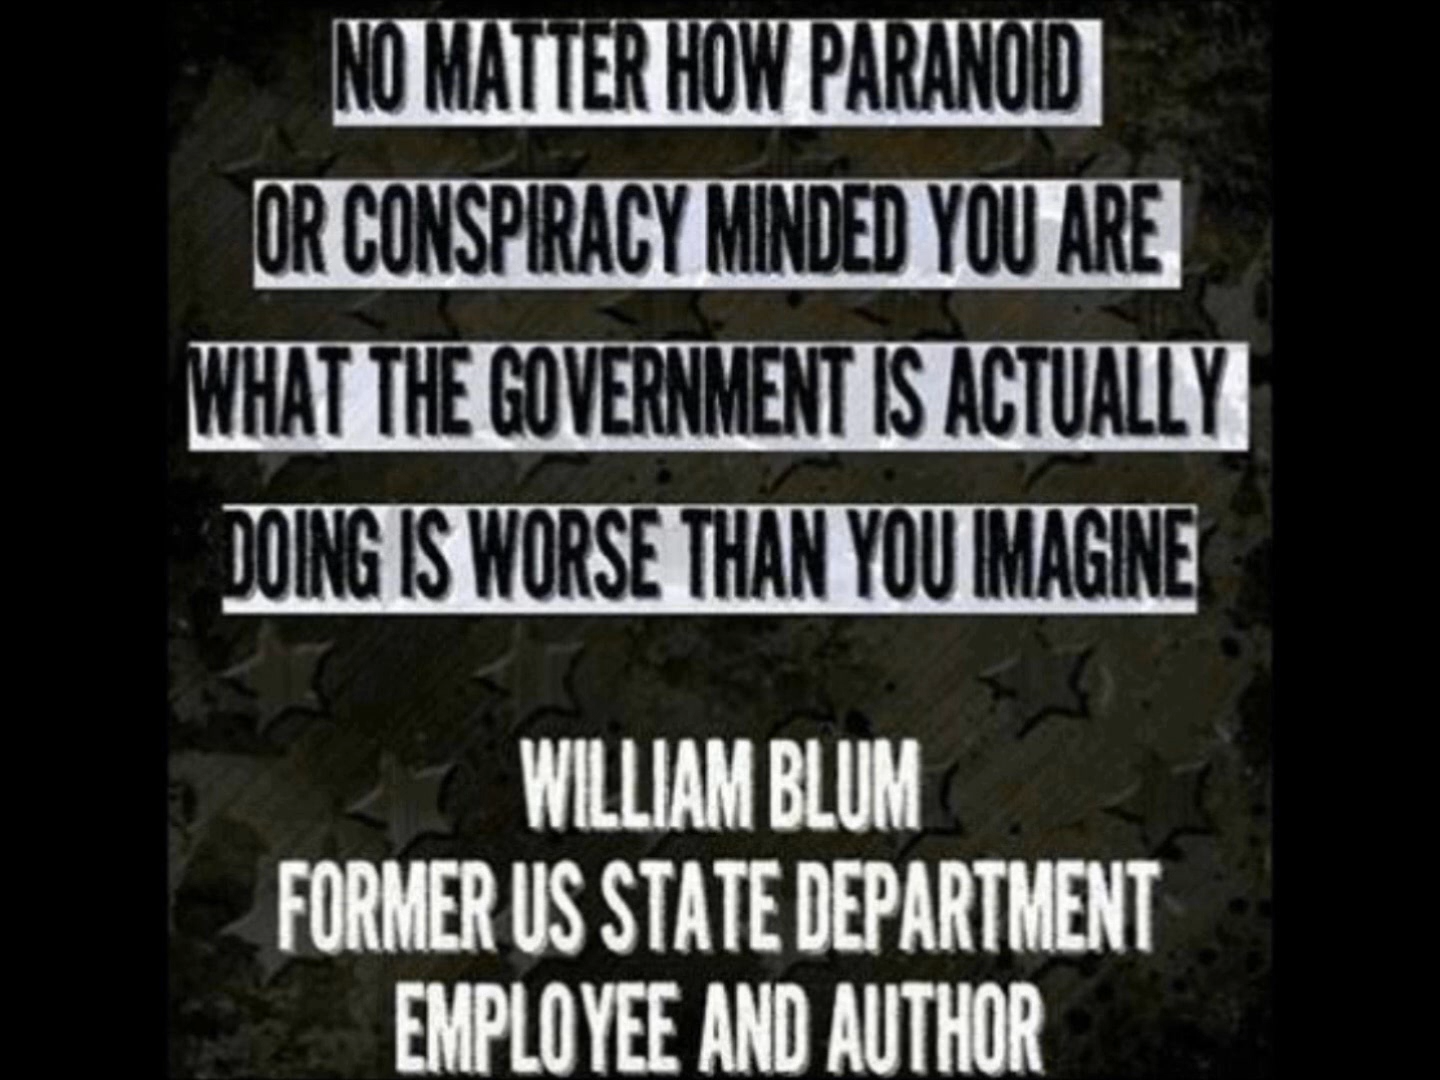 NO MATTER HOW PARANOID
OR CONSPIRACY MINDED YOU ARE
WHAT THE GOVERNMENT IS ACTUALLY
DOING IS WORSE THAN YOU IMAGINE
WILLIAM BLUM
FORMER US STATE DEPARTMENT
EMPLOYEE AND AUTHOR